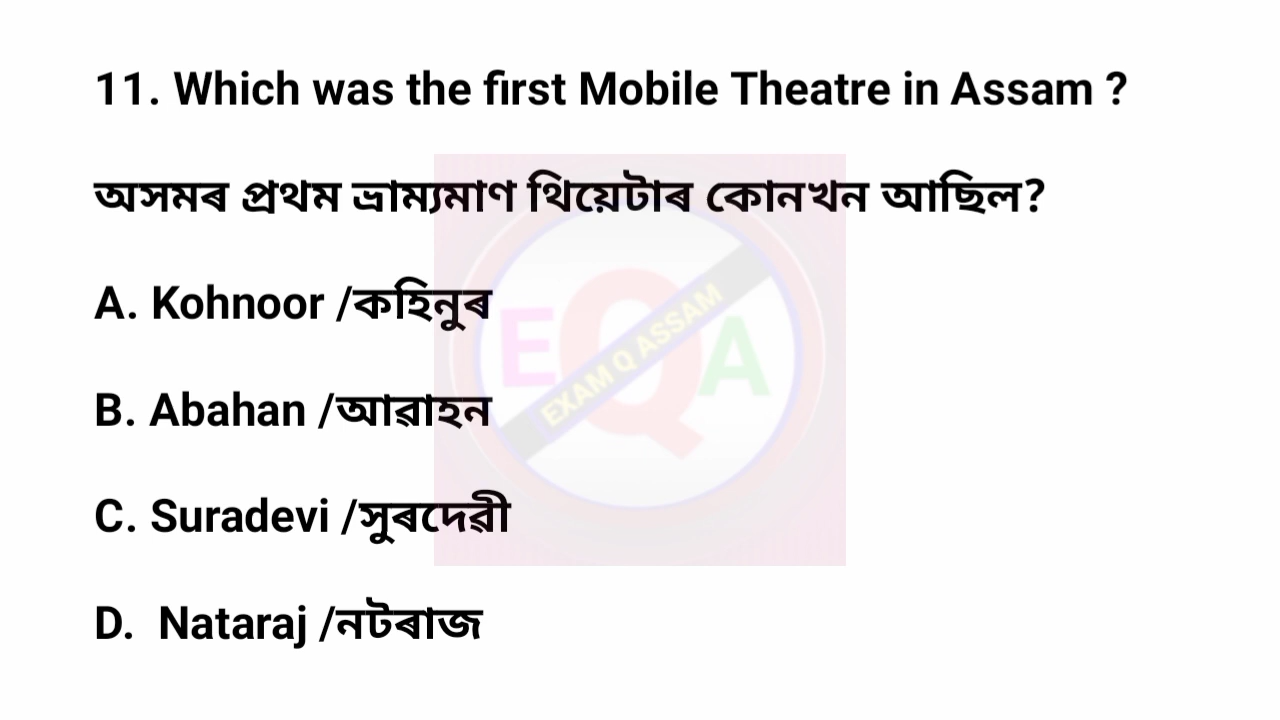 11. Which was the first Mobile Theatre in Assam ?
অসমৰ প্ৰথম ভ্ৰাম্যমাণ থিয়েটাৰ কোনখন আছিল?
A. Kohnoor /কহিনুৰ
B. Abahan /আৱাহন
C. Suradevi /সুৰদেৱী
D. Nataraj /নটৰাজ
EQA
EXAM Q ASSAM